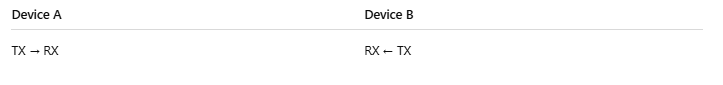 Device A Device B
TX → RX RX ← TX